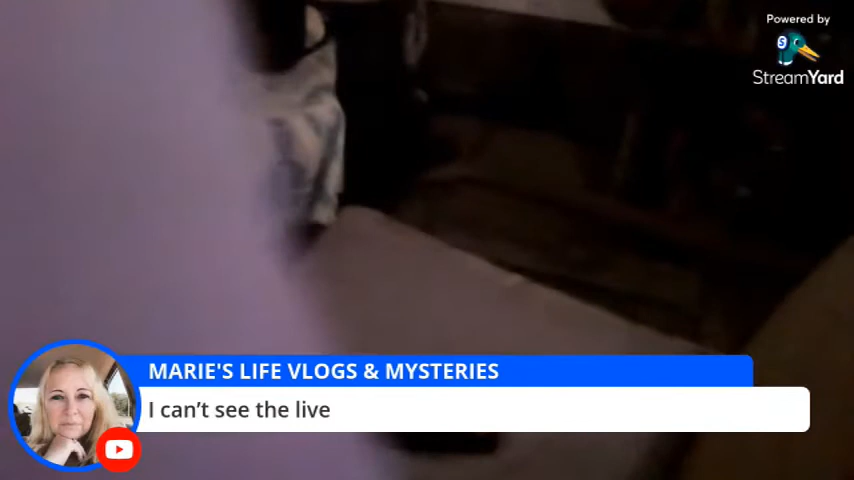 Powered by
StreamYard
MARIE'S LIFE VLOGS & MYSTERIES
I can't see the live